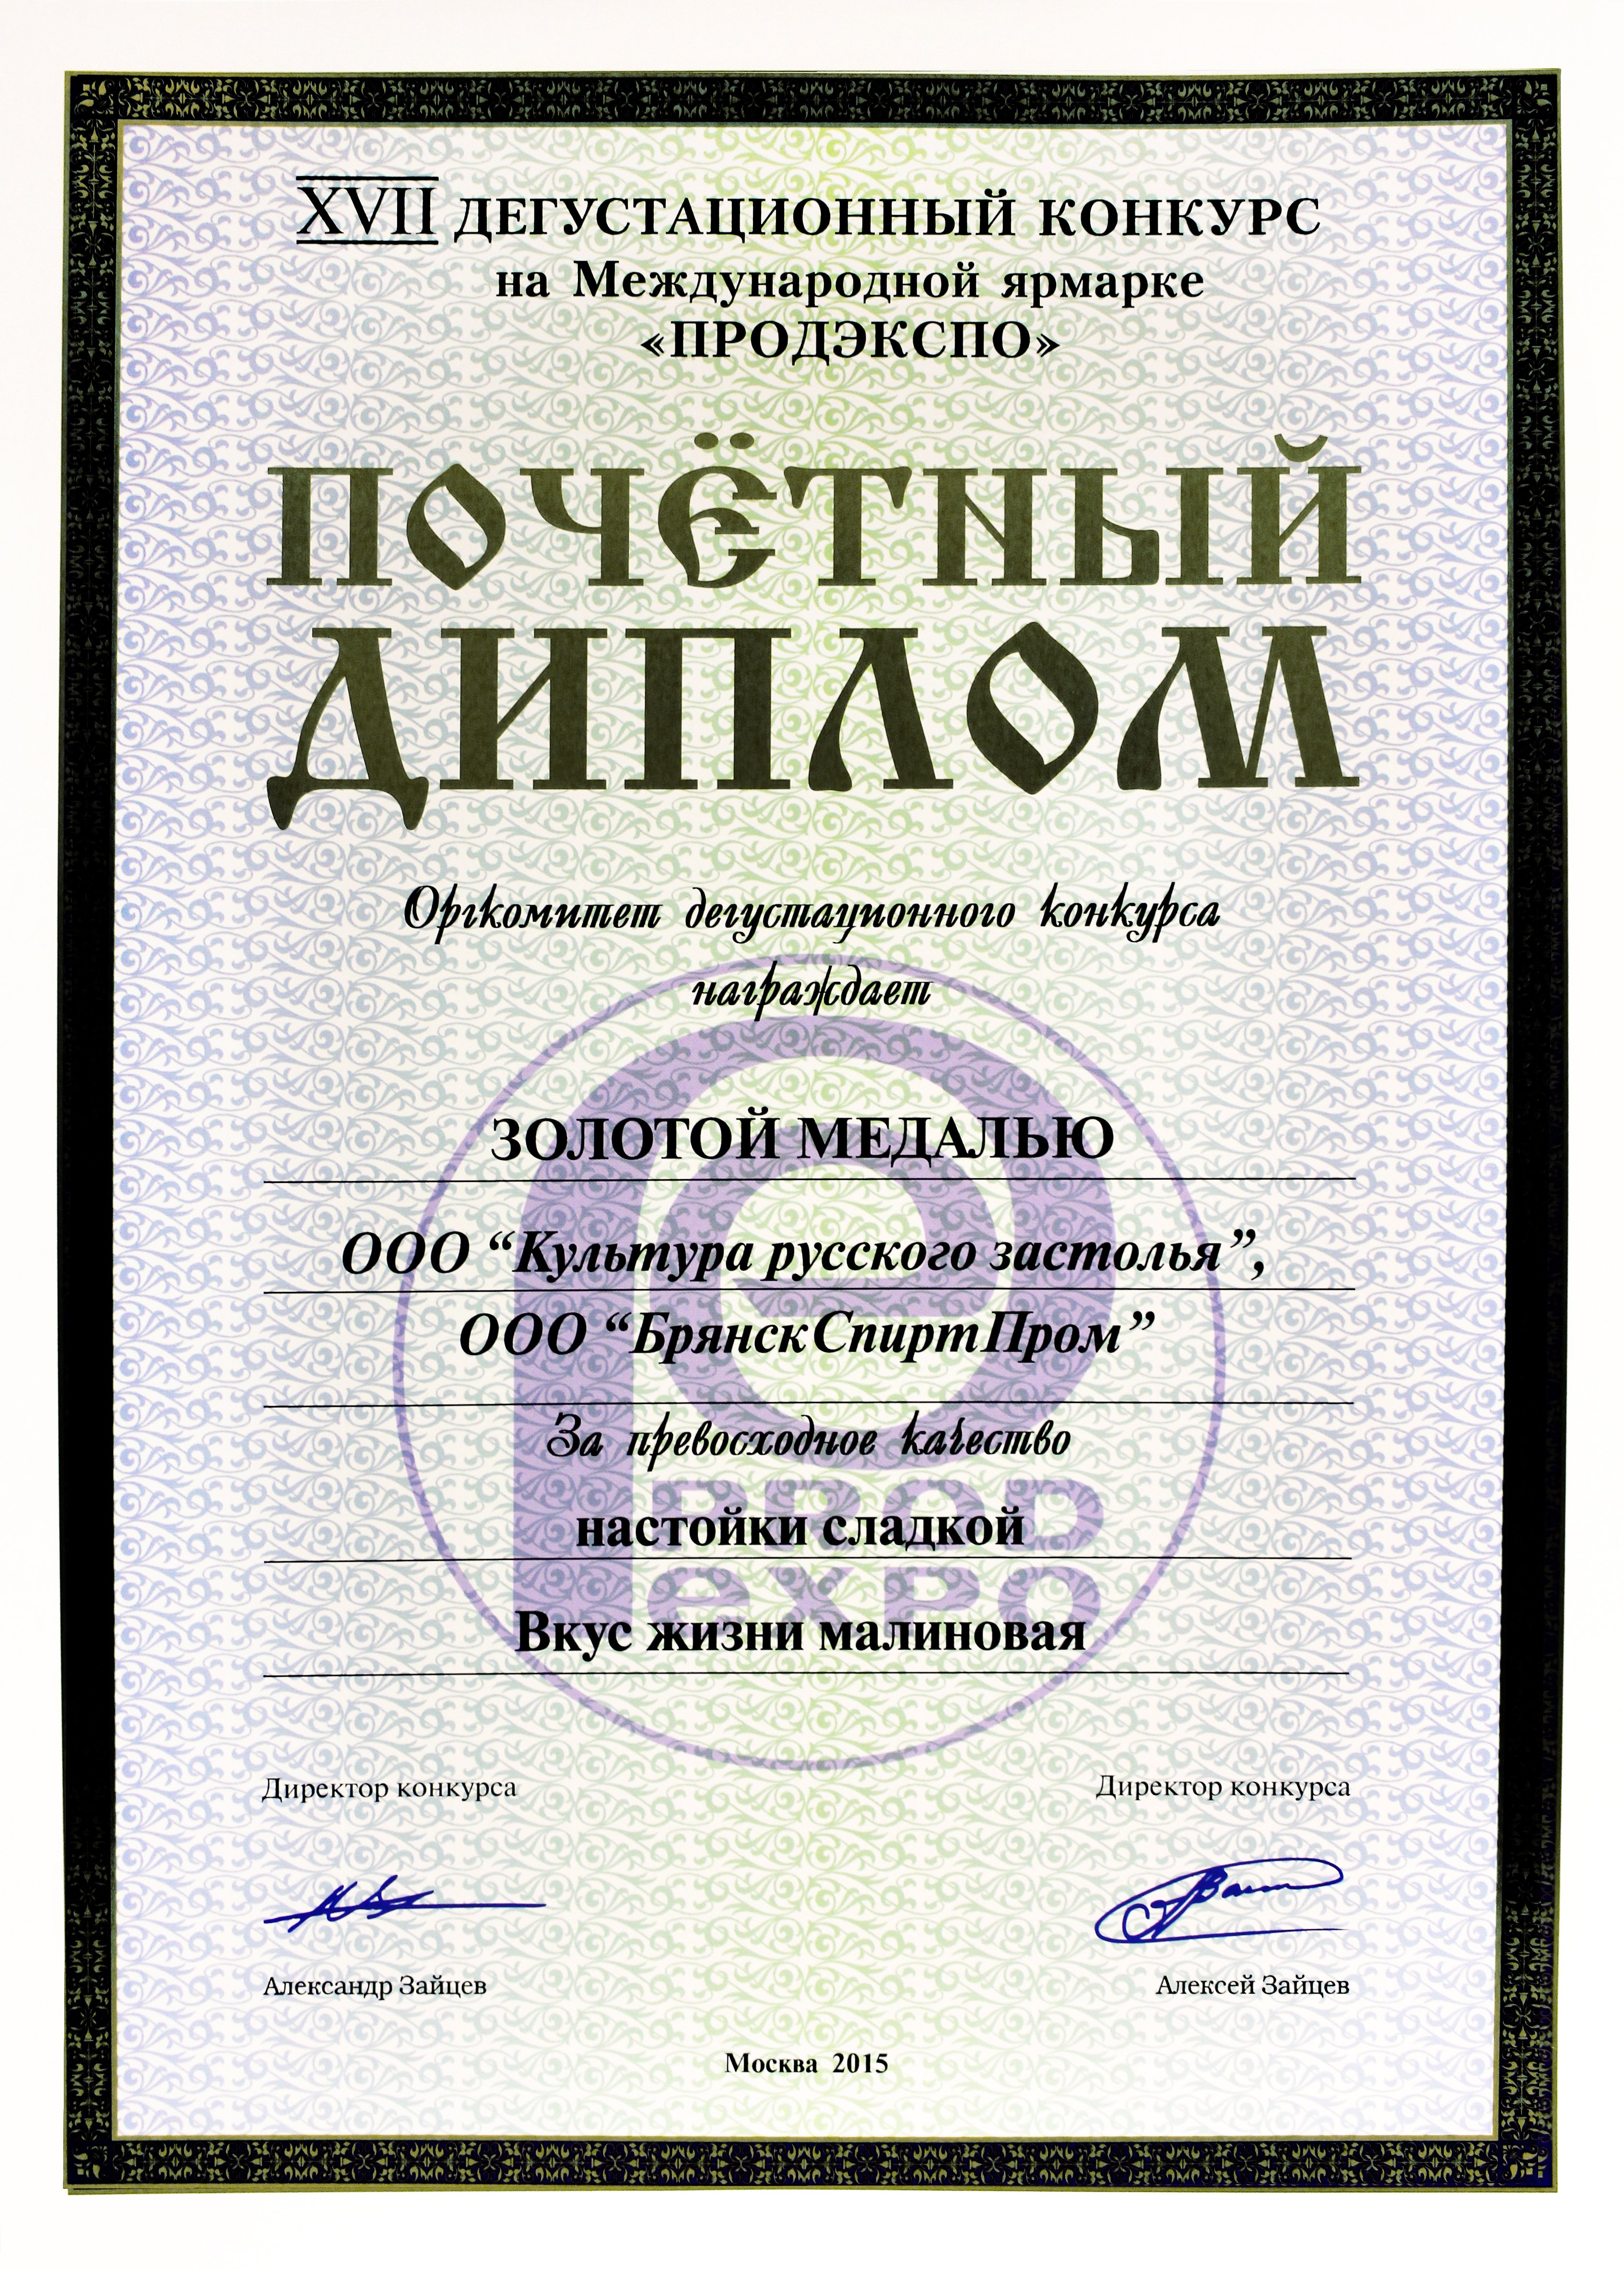 XVII ДЕГУСТАЦИОННЫЙ КОНКУРС
на Международной ярмарке
«ПРОДЭКСПО»
ПОЧЁТНЫЙ
ДИПЛОМ
Оргкомитет дегустационного конкурса
награждает
ЗОЛОТОЙ МЕДАЛЬЮ
ООО “Культура русского застолья”,
ООО “БрянскСпиртПром”
За превосходное качество
PROD
настойки сладкой
eXPO
Вкус жизни малиновая
Директор конкурса
Директор конкурса
Александр Зайцев
Алексей Зайцев
Москва 2015